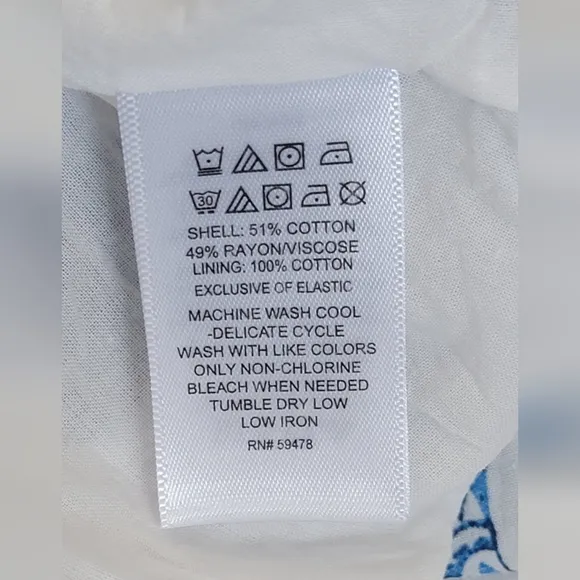 30
SHELL: 51% COTTON
49% RAYON/VISCOSE
LINING: 100% COTTON
EXCLUSIVE OF ELASTIC
MACHINE WASH COOL
-DELICATE CYCLE
WASH WITH LIKE COLORS
ONLY NON-CHLORINE
BLEACH WHEN NEEDED
TUMBLE DRY LOW
LOW IRON
RN# 59478